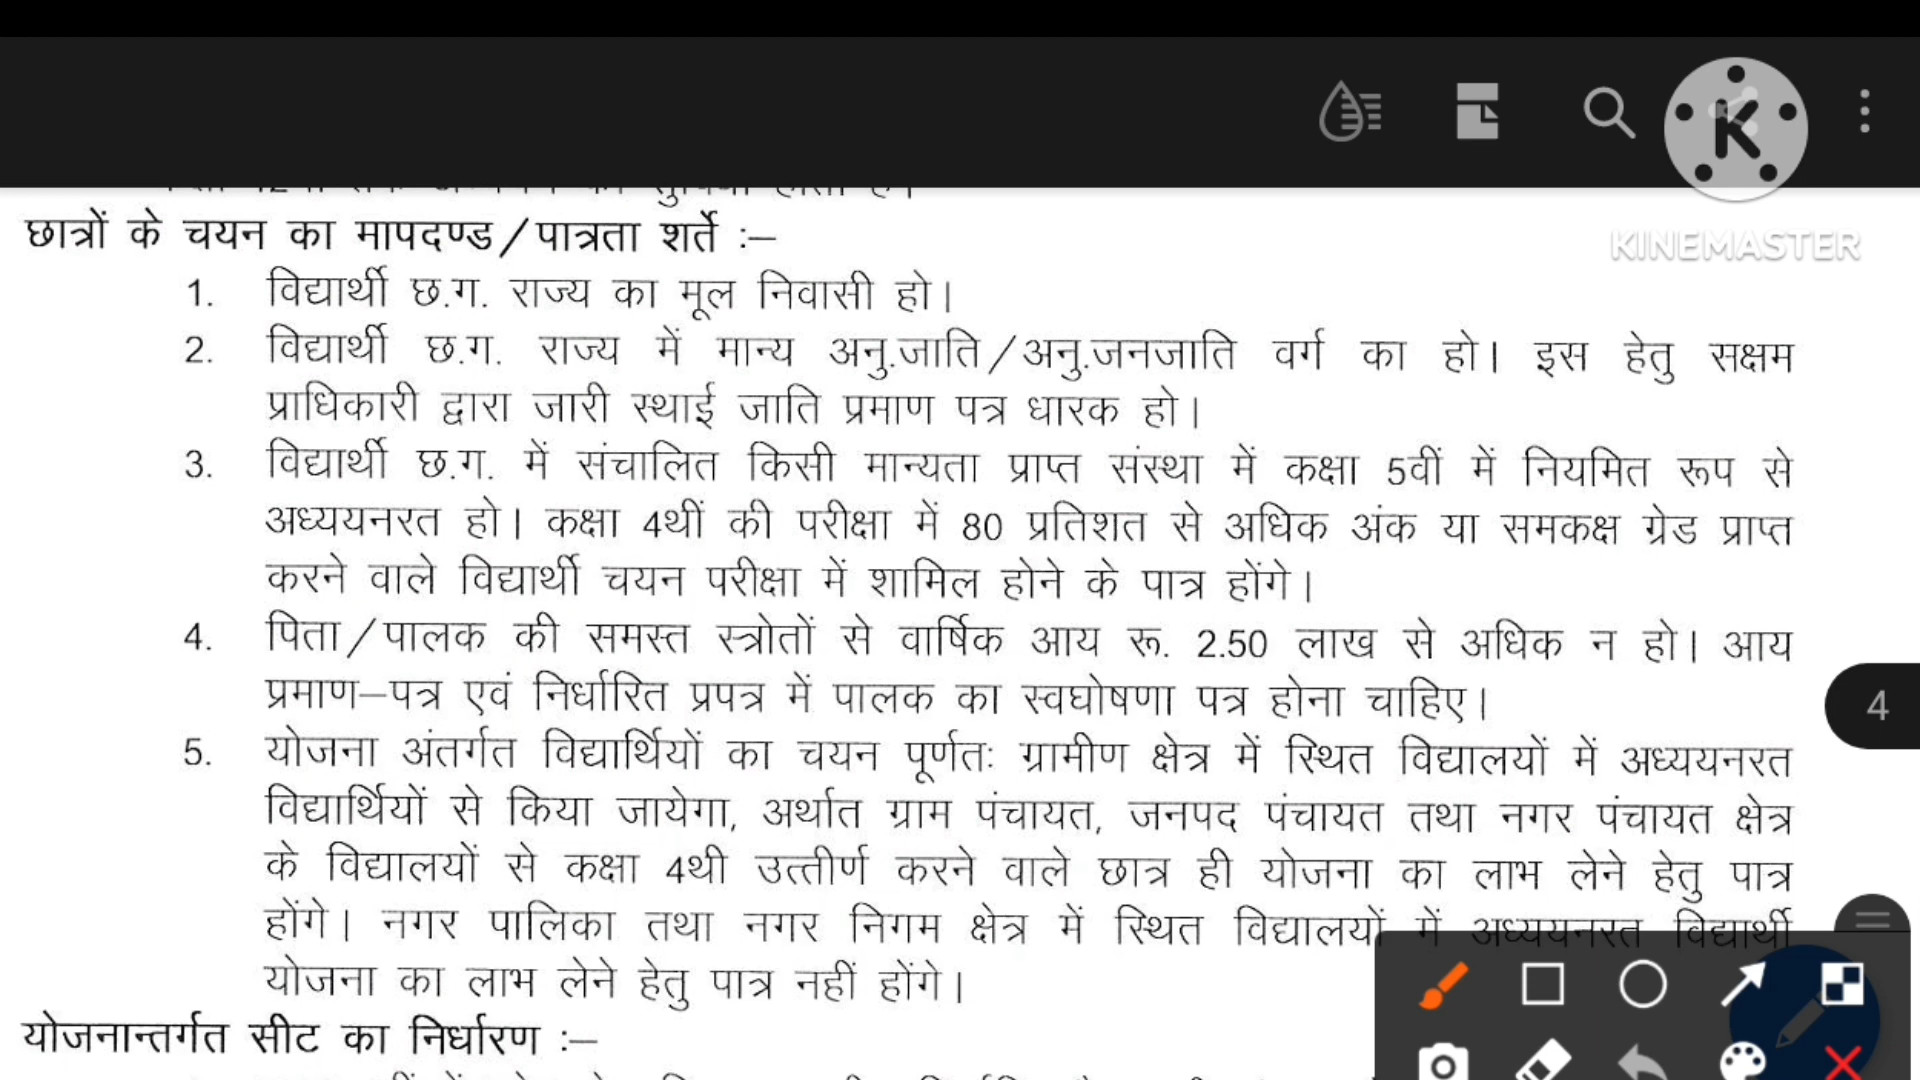 KINEMASTER
छात्रों के चयन का मापदण्ड/पात्रता शर्ते :–
1. विद्यार्थी छ.ग. राज्य का मूल निवासी हो।
2. विद्यार्थी छ.ग. राज्य में मान्य अनु.जाति/अनु.जनजाति वर्ग का हो। इस हेतु सक्षम
प्राधिकारी द्वारा जारी स्थाई जाति प्रमाण पत्र धारक हो।
3. विद्यार्थी छ.ग. में संचालित किसी मान्यता प्राप्त संस्था में कक्षा 5वीं में नियमित रूप से
अध्ययनरत हो। कक्षा 4थीं की परीक्षा में 80 प्रतिशत से अधिक अंक या समकक्ष ग्रेड प्राप्त
करने वाले विद्यार्थी चयन परीक्षा में शामिल होने के पात्र होंगे।
4. पिता/पालक की समस्त स्त्रोतों से वार्षिक आय रू. 2.50 लाख से अधिक न हो। आय
प्रमाण–पत्र एवं निर्धारित प्रपत्र में पालक का स्वघोषणा पत्र होना चाहिए।
4
5. योजना अंतर्गत विद्यार्थियों का चयन पूर्णतः ग्रामीण क्षेत्र में स्थित विद्यालयों में अध्ययनरत
विद्यार्थियों से किया जायेगा, अर्थात ग्राम पंचायत, जनपद पंचायत तथा नगर पंचायत क्षेत्र
के विद्यालयों से कक्षा 4थी उत्तीर्ण करने वाले छात्र ही योजना का लाभ लेने हेतु पात्र
होंगे। नगर पालिका तथा नगर निगम क्षेत्र में स्थित विद्यालयों में अध्ययनरत विद्यार्थी
योजना का लाभ लेने हेतु पात्र नहीं होंगे।
योजनान्तर्गत सीट का निर्धारण :–